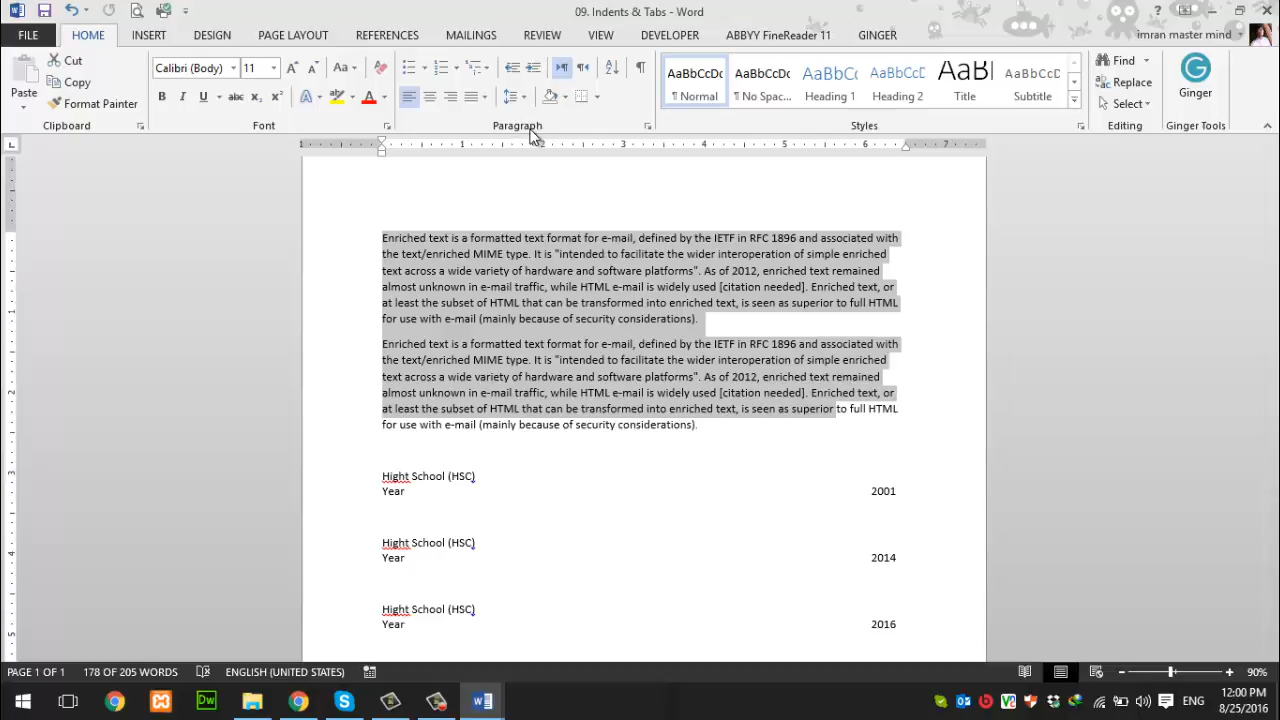 09. Indents & Tabs - Word
FILE HOME INSERT DESIGN PAGE LAYOUT REFERENCES MAILINGS REVIEW VIEW DEVELOPER ABBYY FineReader 11 GINGER imran master mind
Paste
Cut
Copy
Format Painter
Calibri (Body) 11
AaBbCcDc
¶ Normal
AaBbCcDc
¶ No Spac...
AaBbCc
Heading 1
AaBbCcD
Heading 2
AaBl
Title
AaBbCcD
Subtitle
Find
Replace
Select
Ginger
Clipboard Font Paragraph Styles Editing Ginger Tools
1 1 2 3 4 5 6 7
Enriched text is a formatted text format for e-mail, defined by the IETF in RFC 1896 and associated with
the text/enriched MIME type. It is "intended to facilitate the wider interoperation of simple enriched
text across a wide variety of hardware and software platforms". As of 2012, enriched text remained
almost unknown in e-mail traffic, while HTML e-mail is widely used [citation needed]. Enriched text, or
at least the subset of HTML that can be transformed into enriched text, is seen as superior to full HTML
for use with e-mail (mainly because of security considerations).
Enriched text is a formatted text format for e-mail, defined by the IETF in RFC 1896 and associated with
the text/enriched MIME type. It is "intended to facilitate the wider interoperation of simple enriched
text across a wide variety of hardware and software platforms". As of 2012, enriched text remained
almost unknown in e-mail traffic, while HTML e-mail is widely used [citation needed]. Enriched text, or
at least the subset of HTML that can be transformed into enriched text, is seen as superior to full HTML
for use with e-mail (mainly because of security considerations).
Hight School (HSC)
Year 2001
Hight School (HSC)
Year 2014
Hight School (HSC)
Year 2016
PAGE 1 OF 1 178 OF 205 WORDS ENGLISH (UNITED STATES) 90%
ENG 12:00 PM
8/25/2016